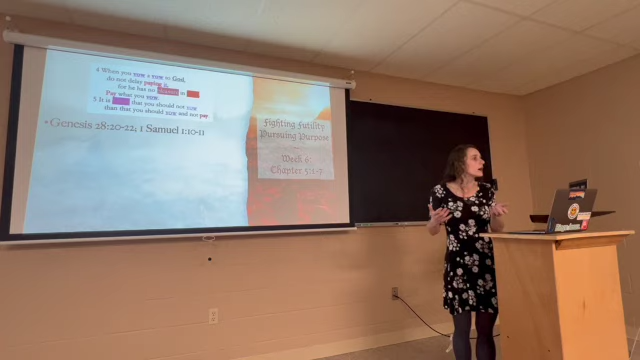 4 When you vow a vow to God,
do not delay paying it,
for he has no pleasure in
Pay what you vow.
5 It is that you should not vow
than that you should vow and not pay.
• Genesis 28:20-22; 1 Samuel 1:10-11
Fighting Futility
Pursuing Purpose
Week 6
Chapter 5:1-7